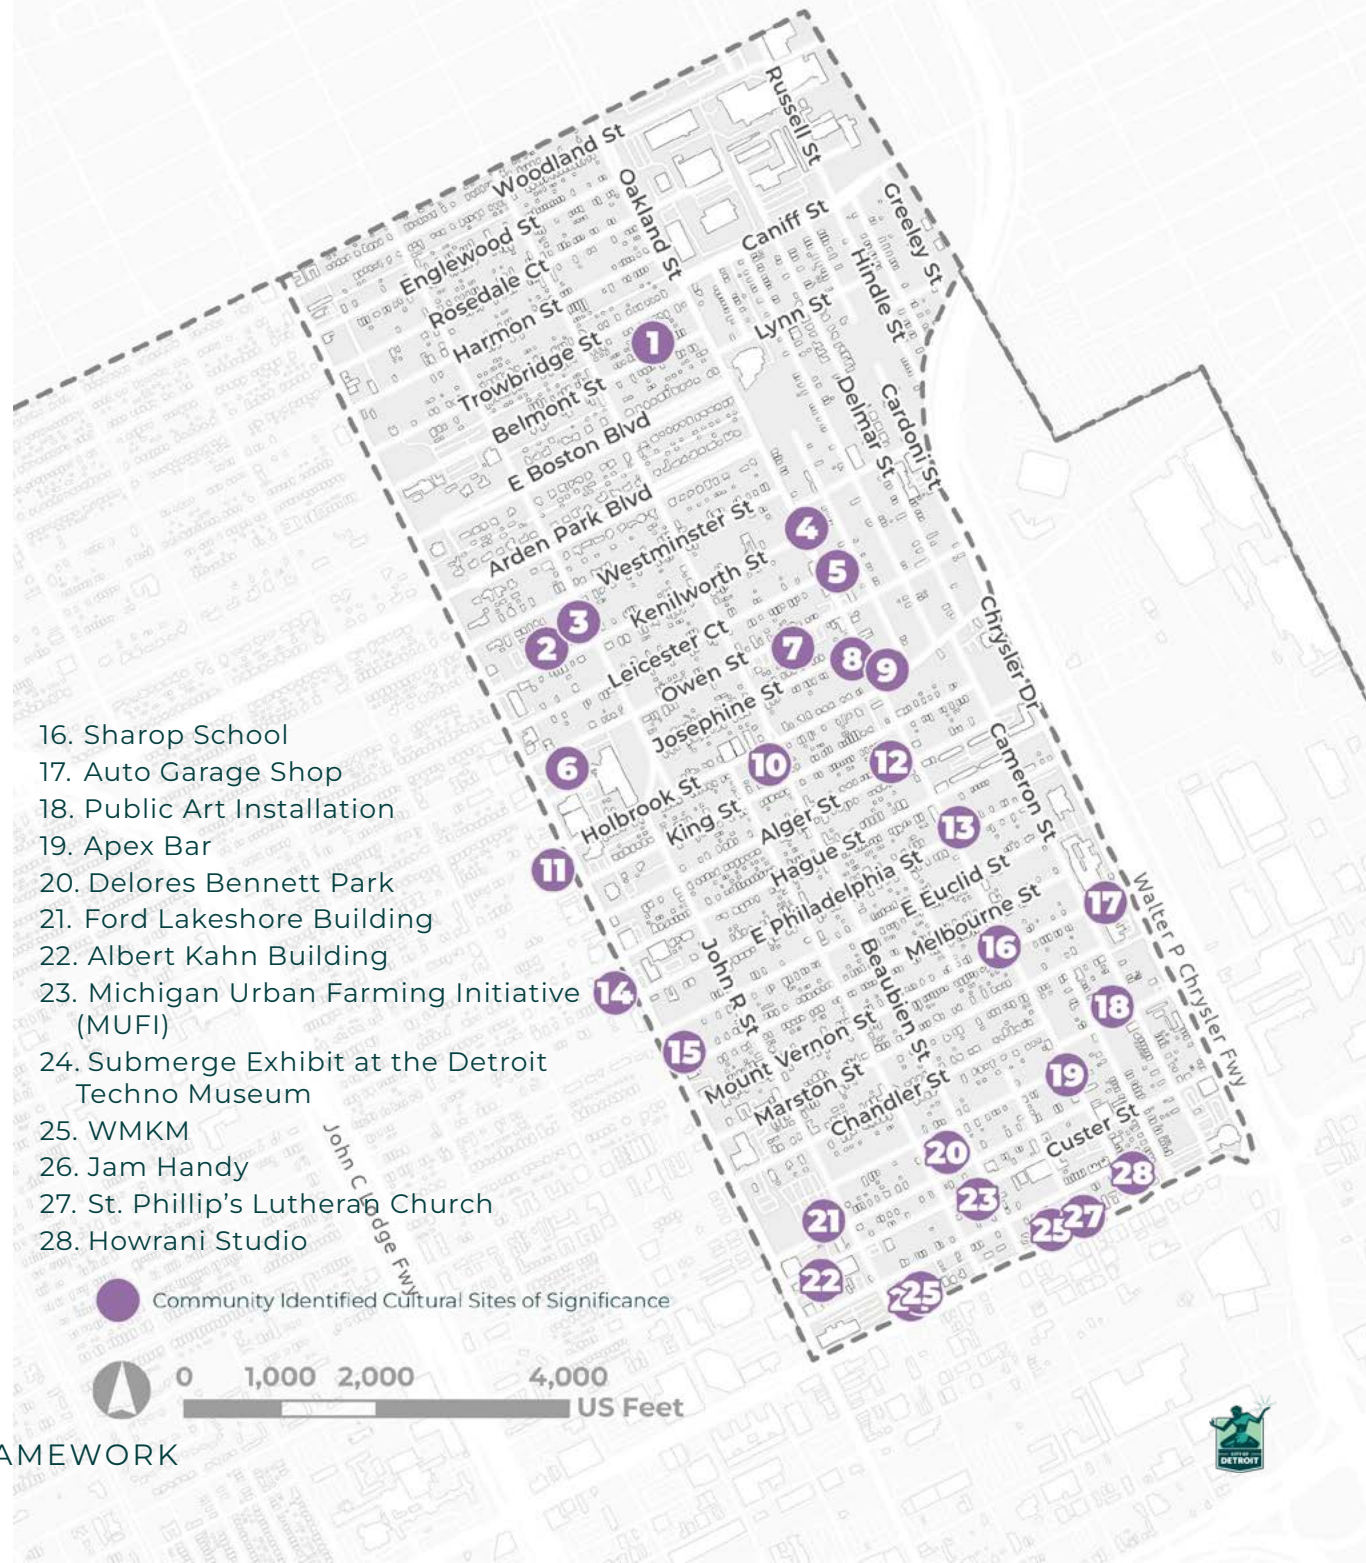 Woodland St
Russell St
Oakland St
Englewood St
Caniff St
Greeley St
Rosedale Ct
Hindle St
Harmon St
Lynn St
Trowbridge St
1
Belmont St
Delmar St
Cardoni St
E Boston Blvd
Arden Park Blvd
Westminster St
4
Kenilworth St
5
3
2
Leicester Ct
Chrysler Dr
7
8
9
Owen St
Josephine St
Cameron St
6
10
12
Holbrook St
King St
Alger St
13
Hague St
11
E Philadelphia St
E Euclid St
Melbourne St
17
Walter P Chrysler Fwy
16
John R St
Beaubien St
14
18
15
Mount Vernon St
19
Marston St
Chandler St
Custer St
20
28
23
21
25
27
22
25
John C Lodge Fwy
16. Sharop School
17. Auto Garage Shop
18. Public Art Installation
19. Apex Bar
20. Delores Bennett Park
21. Ford Lakeshore Building
22. Albert Kahn Building
23. Michigan Urban Farming Initiative
(MUFI)
24. Submerge Exhibit at the Detroit
Techno Museum
25. WMKM
26. Jam Handy
27. St. Phillip's Lutheran Church
28. Howrani Studio
Community Identified Cultural Sites of Significance
0 1,000 2,000 4,000
US Feet
AMEWORK
CITY OF
DETROIT